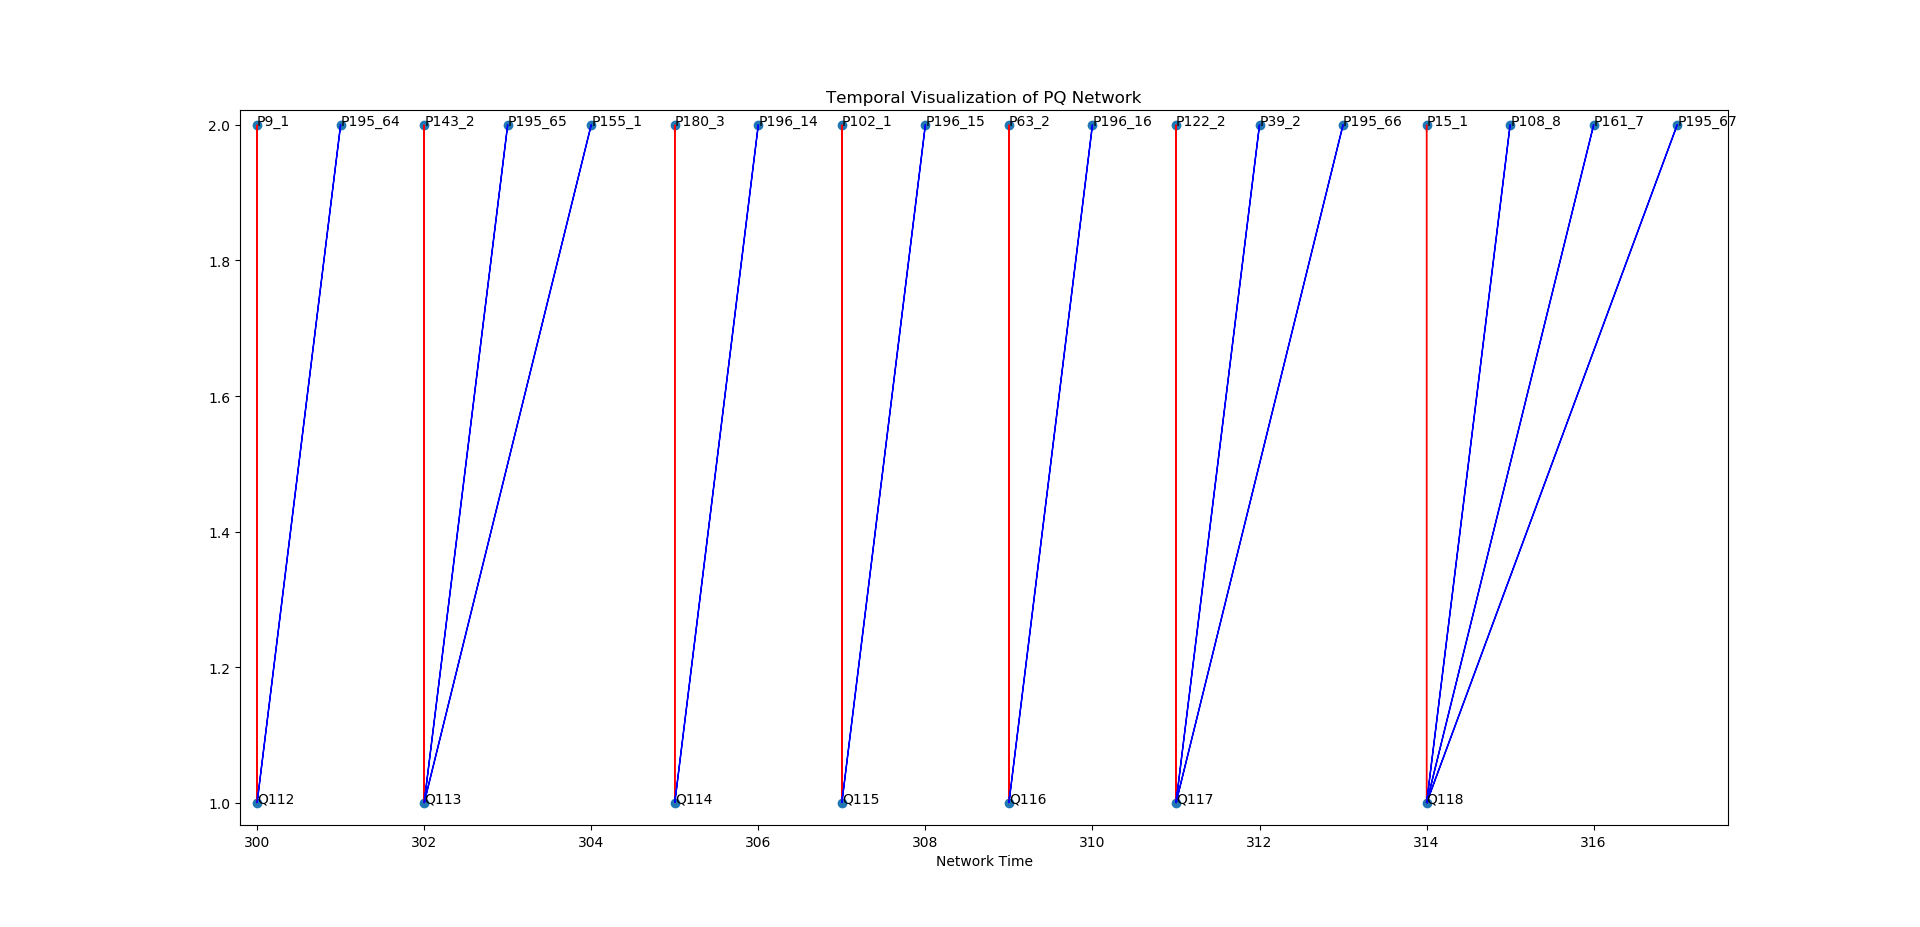 Temporal Visualization of PQ Network
2.0
P9_1 P195_64 P143_2 P195_65 P155_1 P180_3 P196_14 P102_1 P196_15 P63_2 P196_16 P122_2 P39_2 P195_66 P15_1 P108_8 P161_7 P195_67
1.8
1.6
1.4
1.2
1.0
Q112 Q113 Q114 Q115 Q116 Q117 Q118
300 302 304 306 308 310 312 314 316
Network Time